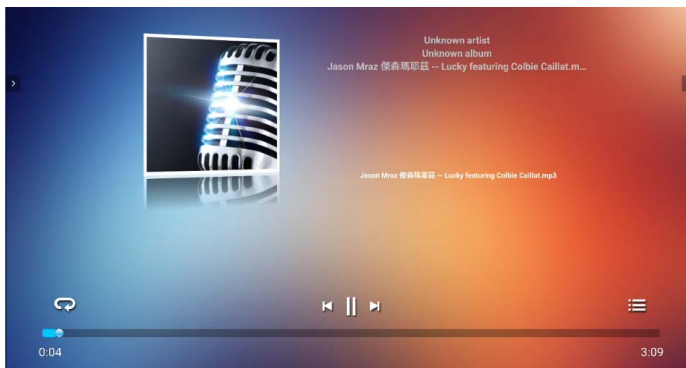 Unknown artist
Unknown album
Jason Mraz 傑森瑪耶茲 -- Lucky featuring Colbie Caillat.m...
Jason Mraz 傑森瑪耶茲 -- Lucky featuring Colbie Caillat.mp3
0:04
3:09